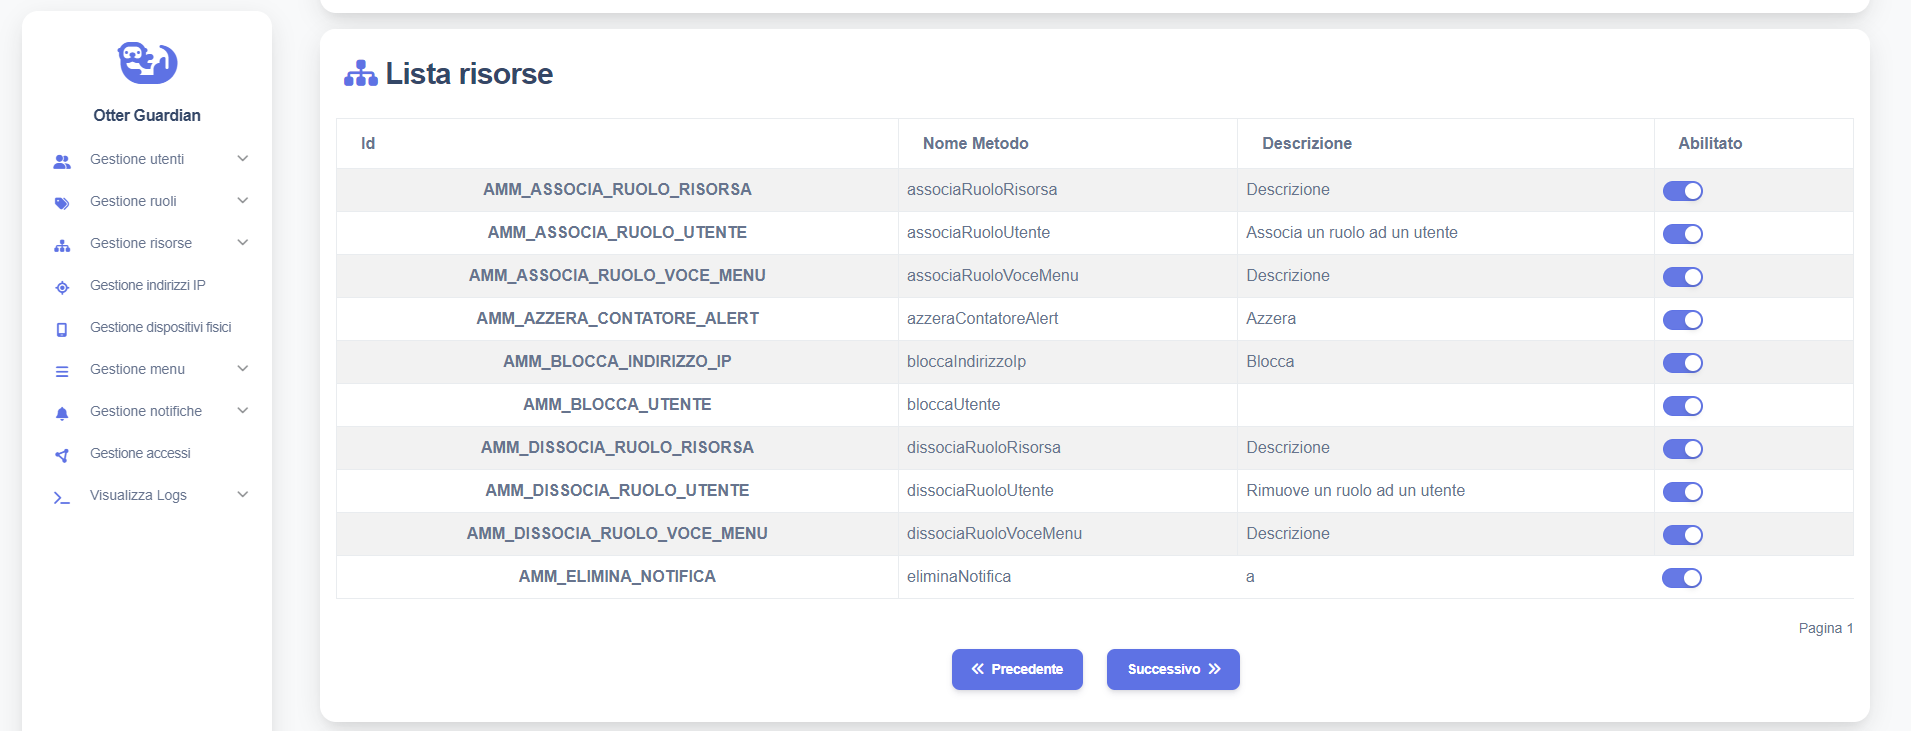 Otter Guardian
Gestione utenti
Gestione ruoli
Gestione risorse
Gestione indirizzi IP
Gestione dispositivi fisici
Gestione menu
Gestione notifiche
Gestione accessi
Visualizza Logs
Lista risorse
Id Nome Metodo Descrizione Abilitato
AMM_ASSOCIA_RUOLO_RISORSA associaRuoloRisorsa Descrizione
AMM_ASSOCIA_RUOLO_UTENTE associaRuoloUtente Associa un ruolo ad un utente
AMM_ASSOCIA_RUOLO_VOCE_MENU associaRuoloVoceMenu Descrizione
AMM_AZZERA_CONTATORE_ALERT azzeraContatoreAlert Azzera
AMM_BLOCCA_INDIRIZZO_IP bloccaIndirizzoIp Blocca
AMM_BLOCCA_UTENTE bloccaUtente
AMM_DISSOCIA_RUOLO_RISORSA dissociaRuoloRisorsa Descrizione
AMM_DISSOCIA_RUOLO_UTENTE dissociaRuoloUtente Rimuove un ruolo ad un utente
AMM_DISSOCIA_RUOLO_VOCE_MENU dissociaRuoloVoceMenu Descrizione
AMM_ELIMINA_NOTIFICA eliminaNotifica a
Pagina 1
Precedente Successivo